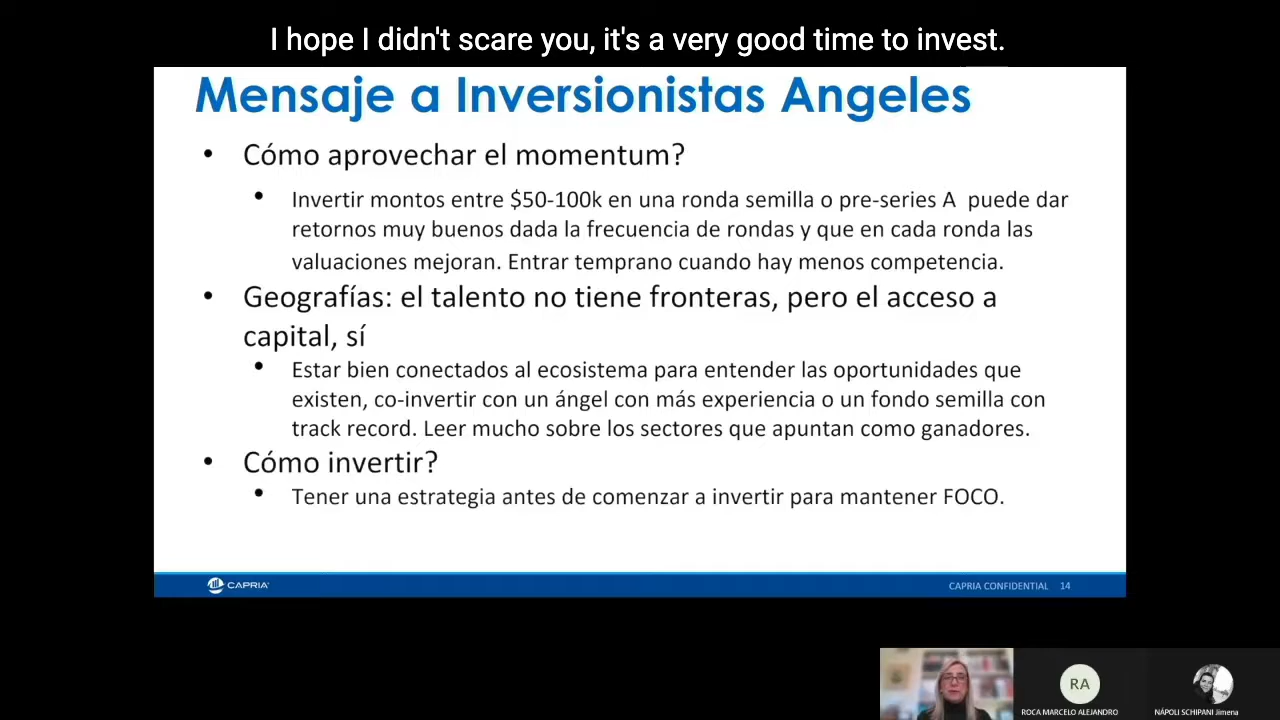 I hope I didn't scare you, it's a very good time to invest.
Mensaje a Inversionistas Angeles
• Cómo aprovechar el momentum?
• Invertir montos entre $50-100k en una ronda semilla o pre-series A puede dar
retornos muy buenos dada la frecuencia de rondas y que en cada ronda las
valuaciones mejoran. Entrar temprano cuando hay menos competencia.
• Geografías: el talento no tiene fronteras, pero el acceso a
capital, sí
• Estar bien conectados al ecosistema para entender las oportunidades que
existen, co-invertir con un ángel con más experiencia o un fondo semilla con
track record. Leer mucho sobre los sectores que apuntan como ganadores.
• Cómo invertir?
• Tener una estrategia antes de comenzar a invertir para mantener FOCO.
CAPRIA
CAPRIA CONFIDENTIAL 14
RA
ROCA MARCELO ALEJANDRO
NÁPOLI SCHIPANI Jimena